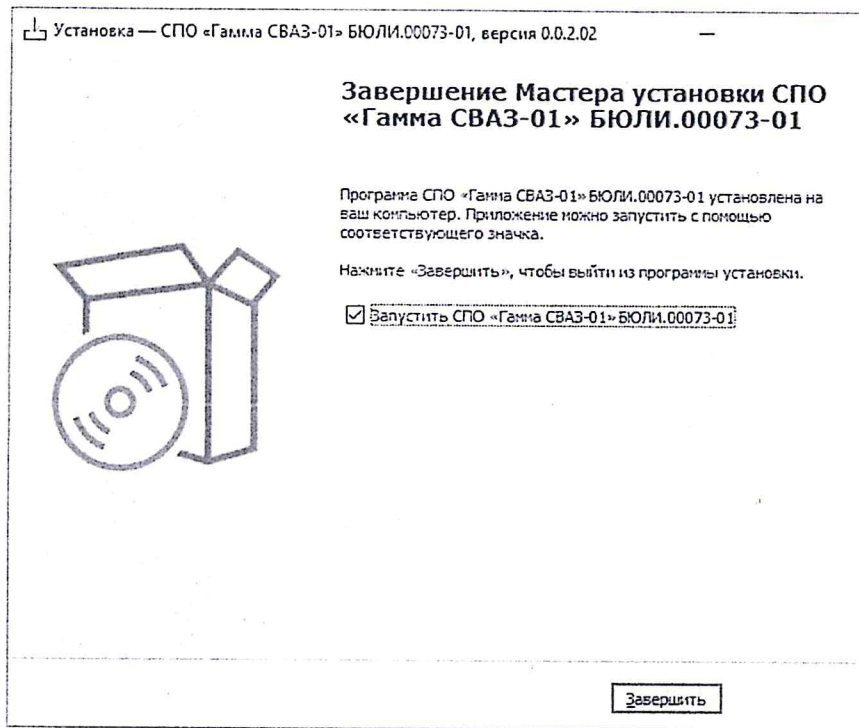 Установка — СПО «Гамма СВАЗ-01» БЮЛИ.00073-01, версия 0.0.2.02
Завершение Мастера установки СПО
«Гамма СВАЗ-01» БЮЛИ.00073-01
Программа СПО «Гамма СВАЗ-01» БЮЛИ.00073-01 установлена на
ваш компьютер. Приложение можно запустить с помощью
соответствующего значка.
Нажмите «Завершить», чтобы выйти из программы установки.
Запустить СПО «Гамма СВАЗ-01» БЮЛИ.00073-01
Завершить